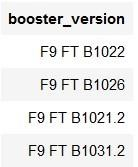 booster_version
F9 FT B1022
F9 FT B1026
F9 FT B1021.2
F9 FT B1031.2